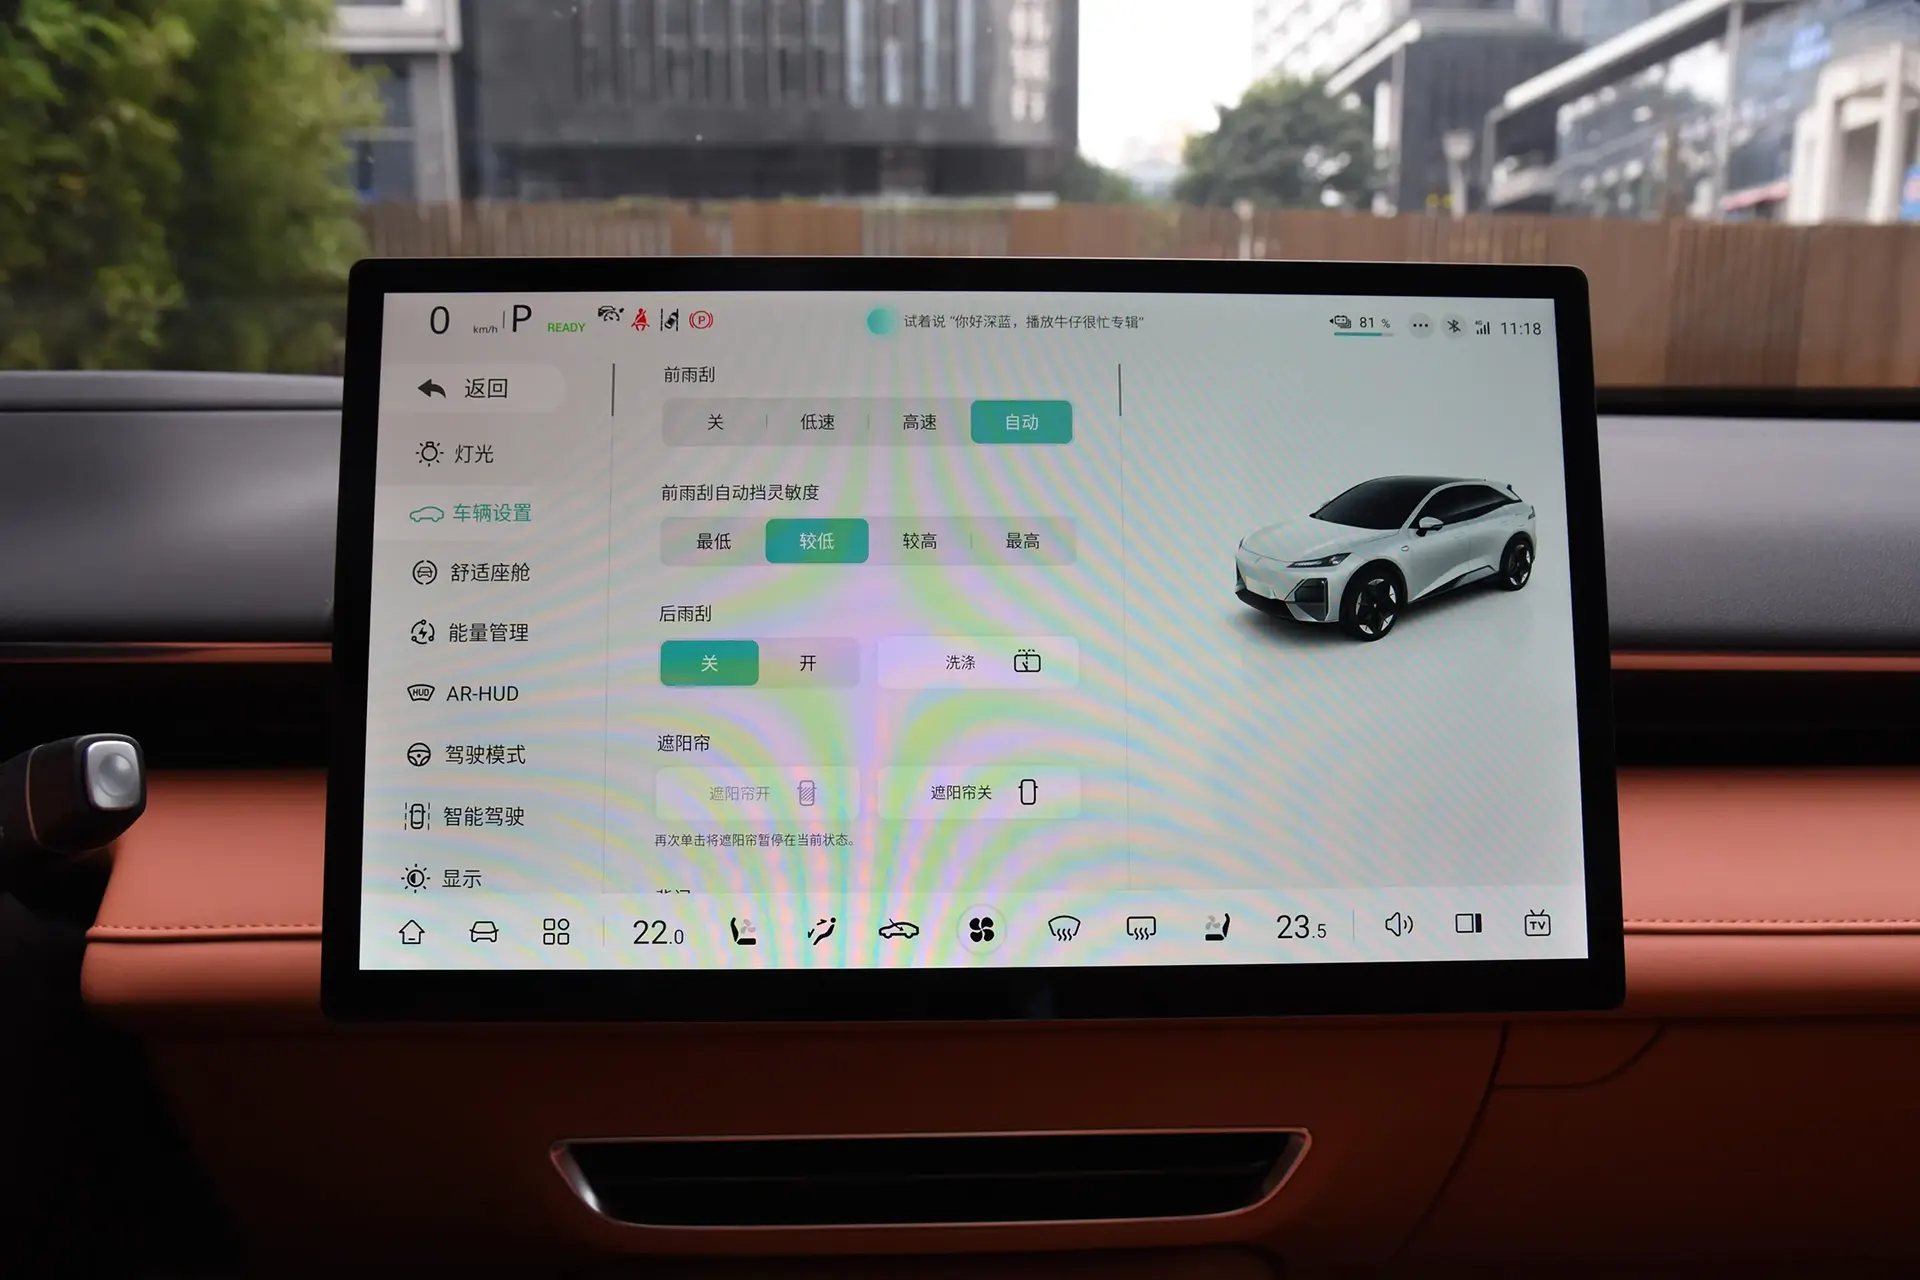 0 km/h P READY
试着说 “你好深蓝，播放牛仔很忙专辑”
81 %
4G
11:18
返回
灯光
车辆设置
舒适座舱
能量管理
HUD AR-HUD
驾驶模式
智能驾驶
显示
前雨刮
关 低速 高速 自动
前雨刮自动挡灵敏度
最低 较低 较高 最高
后雨刮
关 开 洗涤
遮阳帘
遮阳帘开 遮阳帘关
再次单击将遮阳帘暂停在当前状态。
22.0 23.5 TV